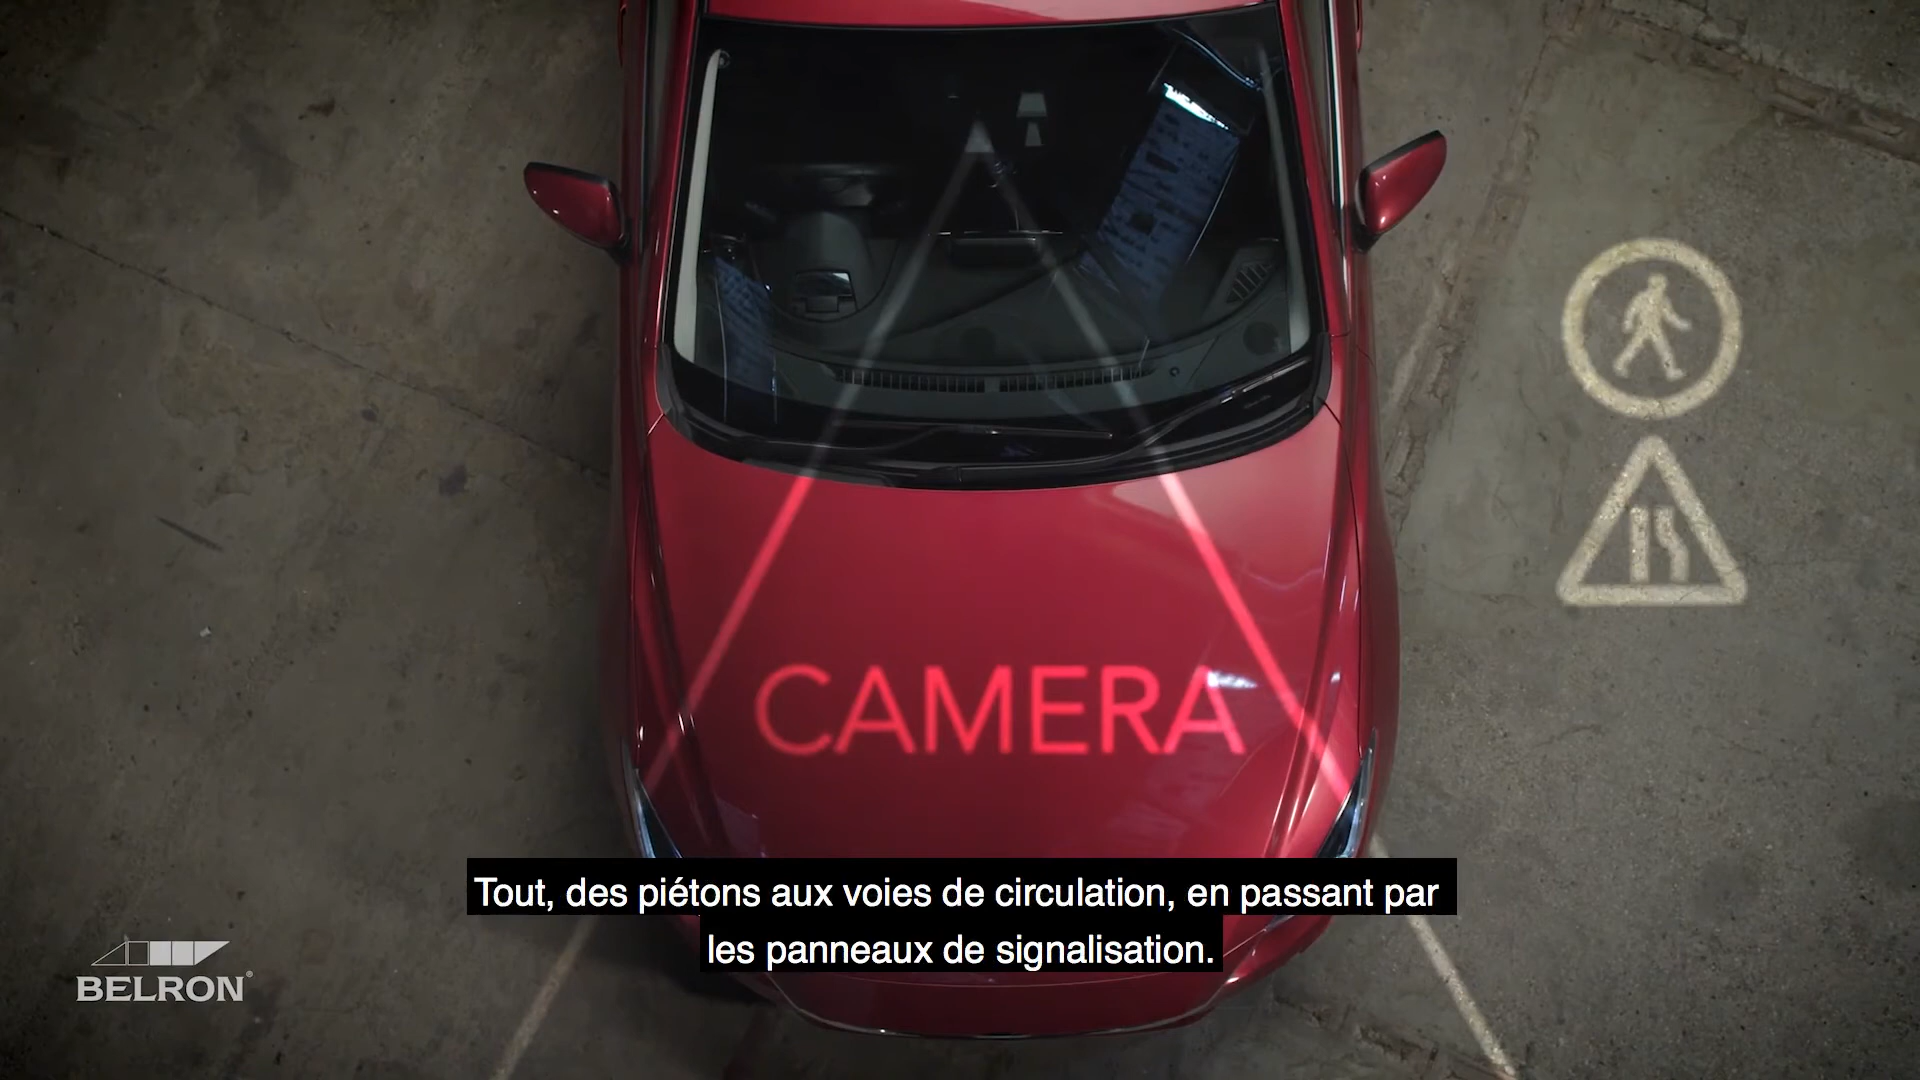 CAMERA
Tout, des piétons aux voies de circulation, en passant par
les panneaux de signalisation.
BELRON®